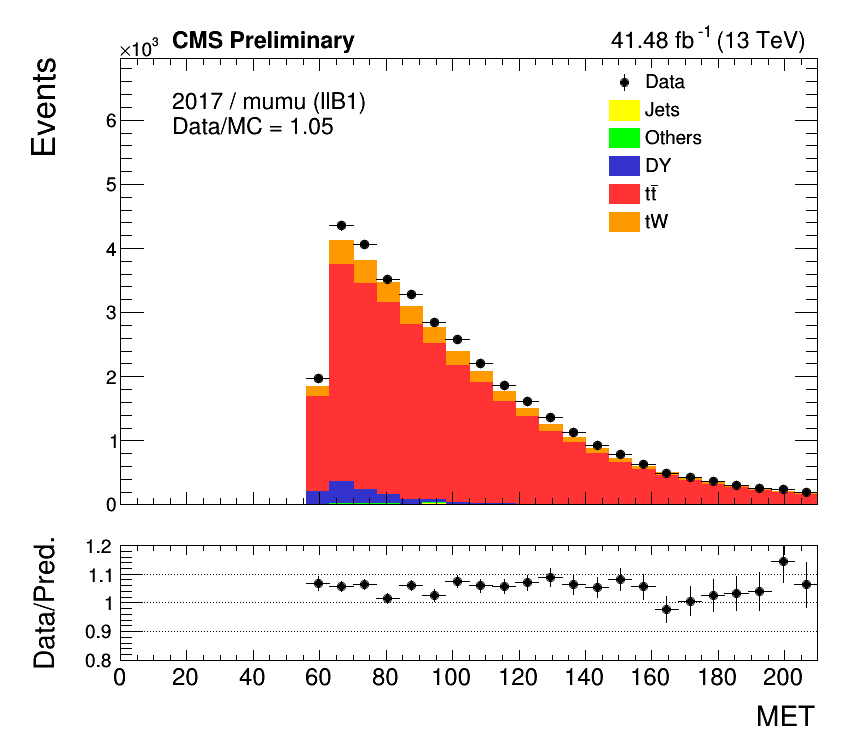 ×10³ CMS Preliminary 41.48 fb⁻¹ (13 TeV)
Events
2017 / mumu (llB1)
Data/MC = 1.05
Data
Jets
Others
DY
tt̄
tW
6
5
4
3
2
1
0
Data/Pred.
1.2
1.1
1
0.9
0.8
0 20 40 60 80 100 120 140 160 180 200
MET